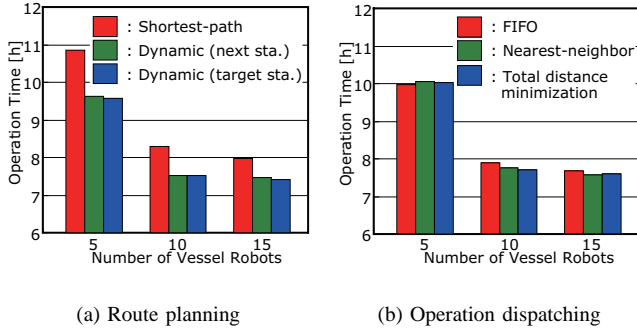 12
11
10
9
8
7
6
Operation Time [h]
: Shortest-path
: Dynamic (next sta.)
: Dynamic (target sta.)
5 10 15
Number of Vessel Robots
(a) Route planning
12
11
10
9
8
7
6
Operation Time [h]
: FIFO
: Nearest-neighbor
: Total distance
minimization
5 10 15
Number of Vessel Robots
(b) Operation dispatching